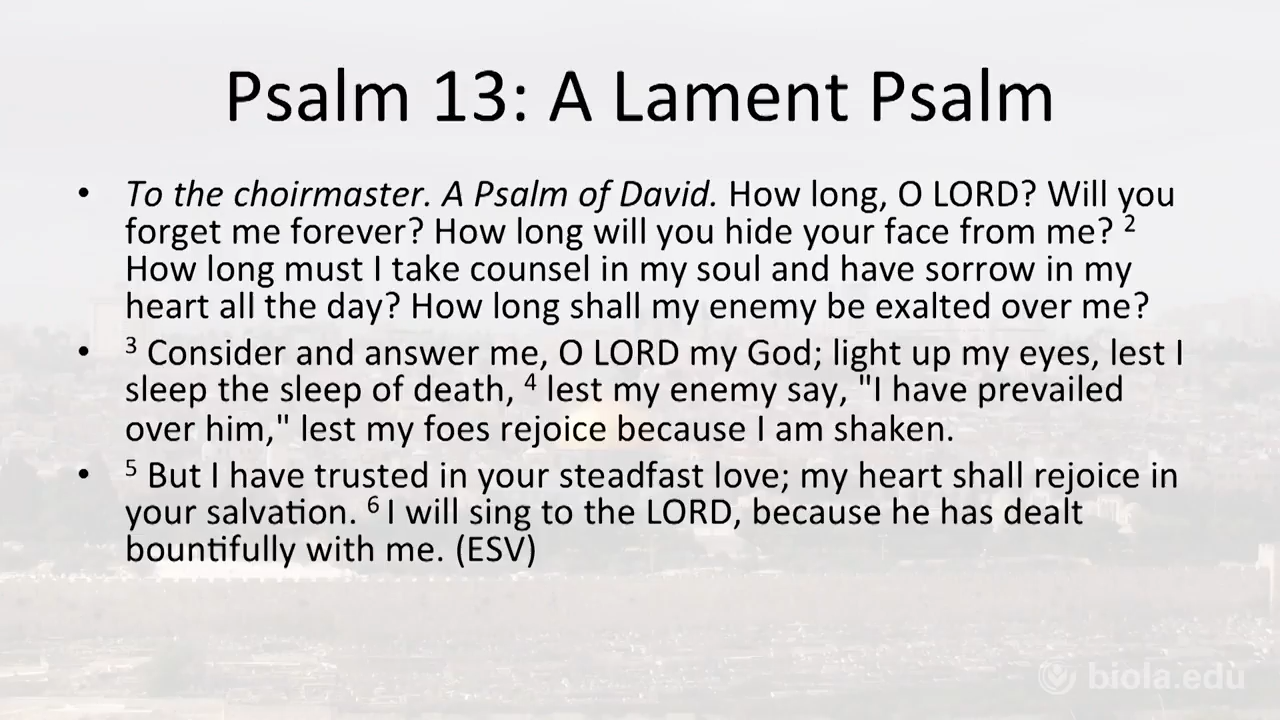 Psalm 13: A Lament Psalm
• To the choirmaster. A Psalm of David. How long, O LORD? Will you
forget me forever? How long will you hide your face from me? ²
How long must I take counsel in my soul and have sorrow in my
heart all the day? How long shall my enemy be exalted over me?
• ³ Consider and answer me, O LORD my God; light up my eyes, lest I
sleep the sleep of death, ⁴ lest my enemy say, "I have prevailed
over him," lest my foes rejoice because I am shaken.
• ⁵ But I have trusted in your steadfast love; my heart shall rejoice in
your salvation. ⁶ I will sing to the LORD, because he has dealt
bountifully with me. (ESV)
biola.edu